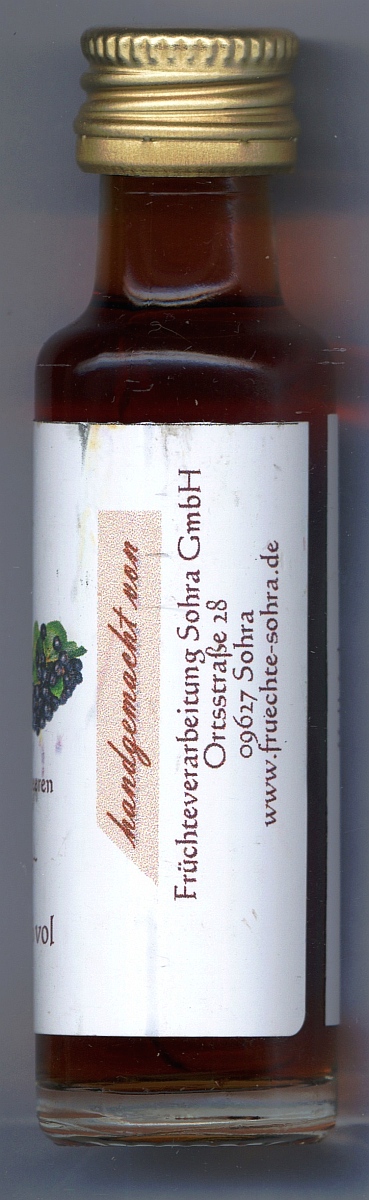 handgemacht von
Früchteverarbeitung Sohra GmbH
Ortsstraße 28
09627 Sohra
www.fruechte-sohra.de
vol